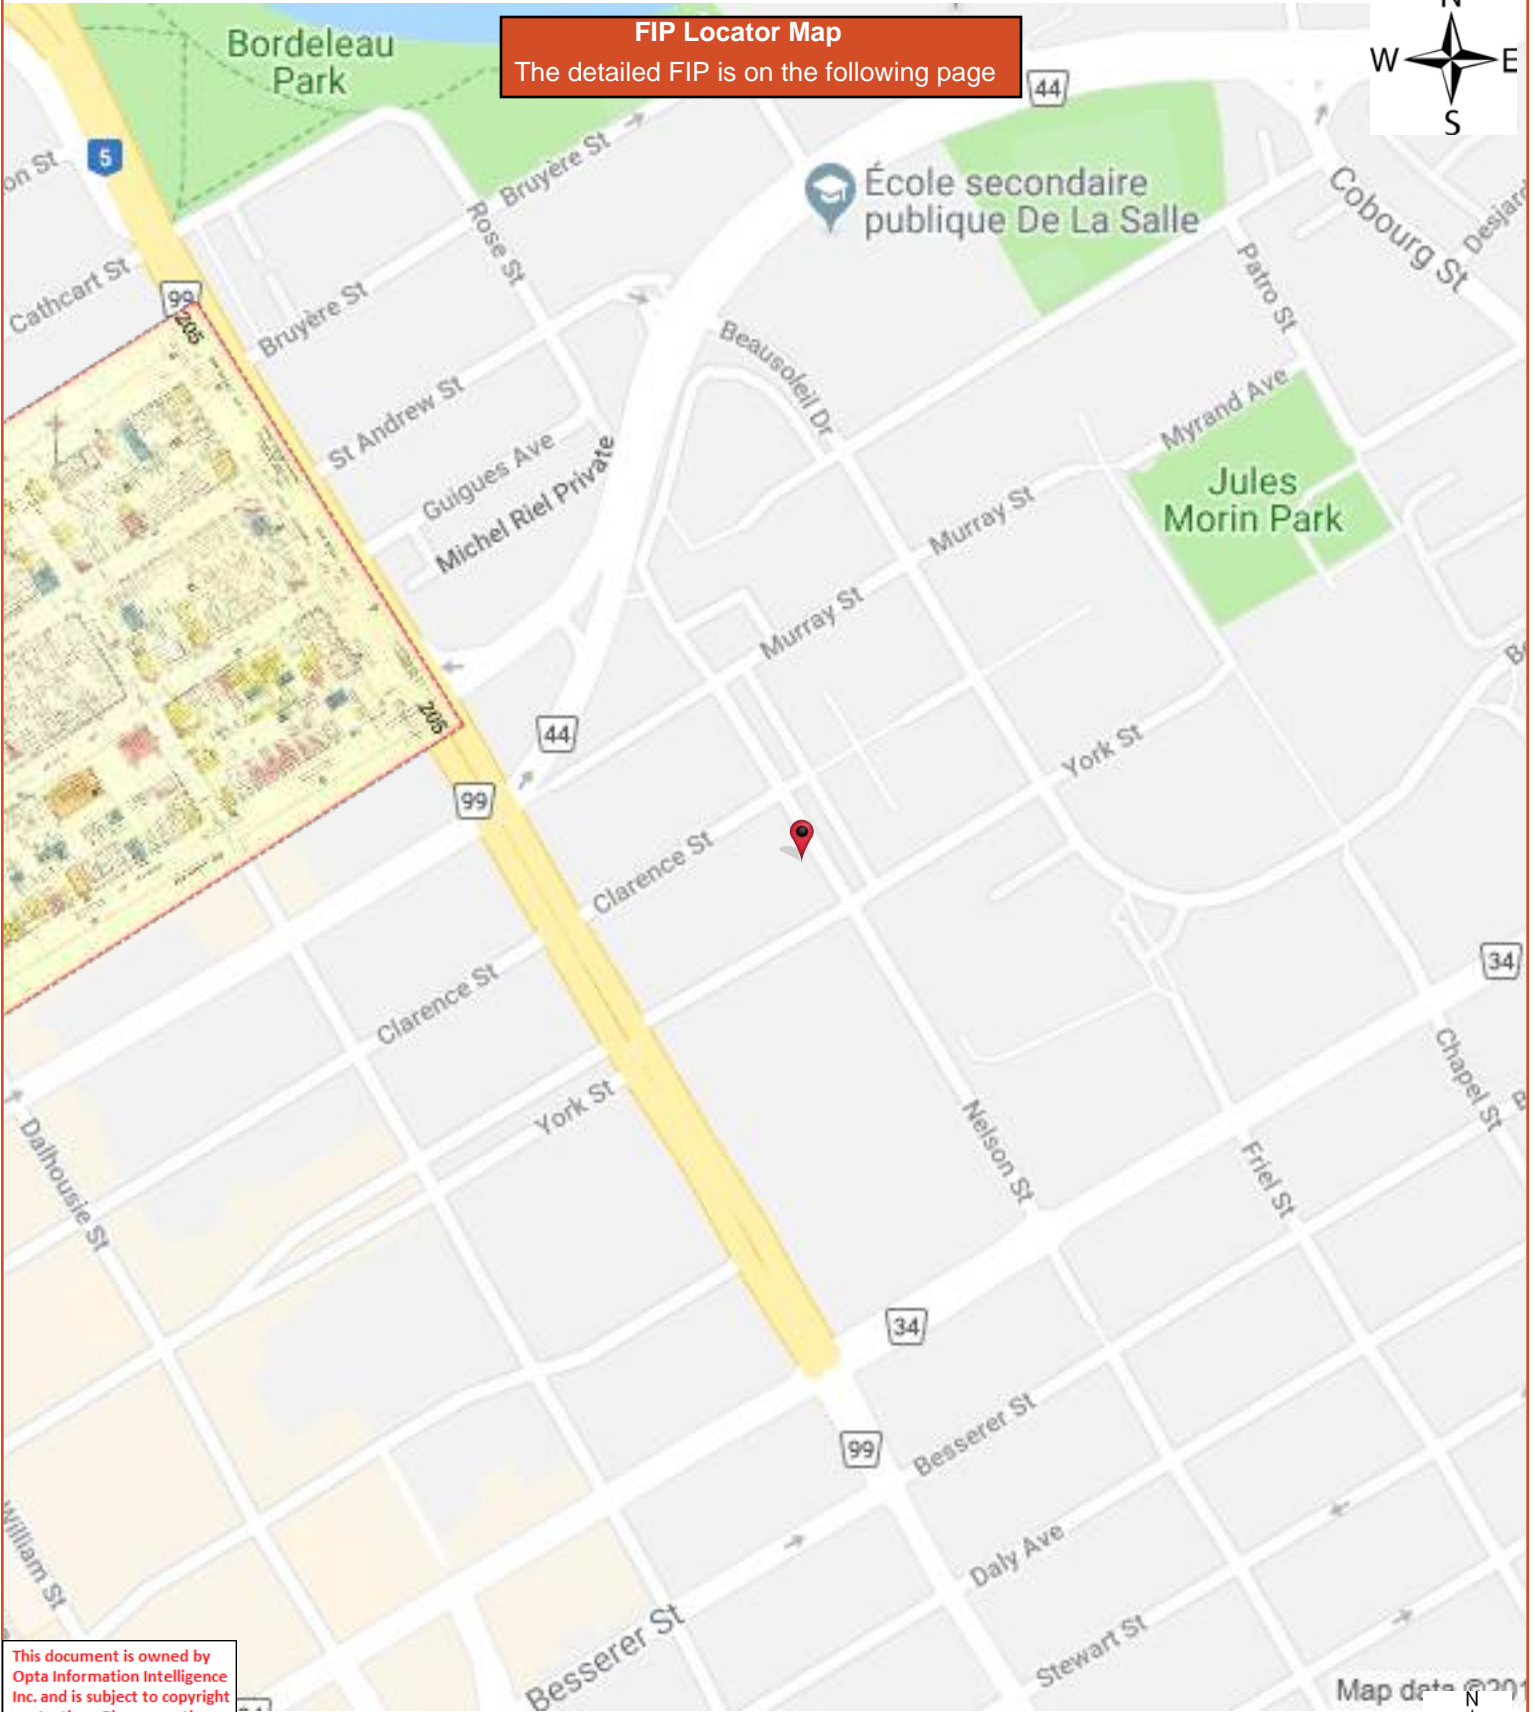 N
W E
S
FIP Locator Map
The detailed FIP is on the following page
Bordeleau
Park
44
5
on St
Bruyère St
École secondaire
publique De La Salle
Cobourg St
Rose St
Patro St
Cathcart St
99
205
Bruyère St
Beausoleil Dr
St Andrew St
Myrand Ave
Guigues Ave
Michel Riel Private
Jules
Morin Park
Murray St
Murray St
205
44
York St
99
Clarence St
34
Clarence St
York St
Chapel St
Dalhousie St
Nelson St
Friel St
34
Besserer St
99
William St
Daly Ave
Besserer St
Stewart St
This document is owned by
Opta Information Intelligence
Inc. and is subject to copyright
Map data ©201
N